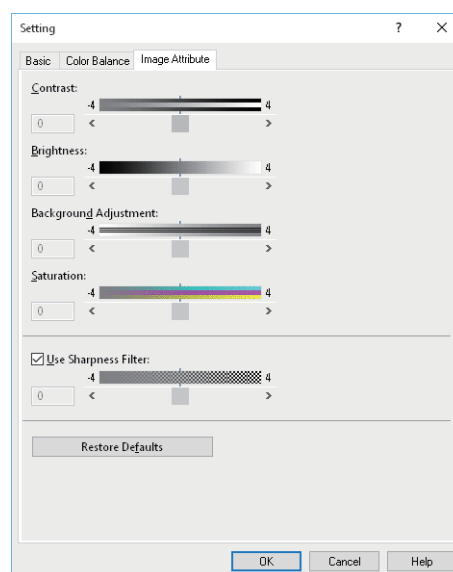 Setting ? ×
Basic Color Balance Image Attribute
Contrast:
-4 4
0 < >
Brightness:
-4 4
0 < >
Background Adjustment:
-4 4
0 < >
Saturation:
-4 4
0 < >
Use Sharpness Filter:
-4 4
0 < >
Restore Defaults
OK Cancel Help